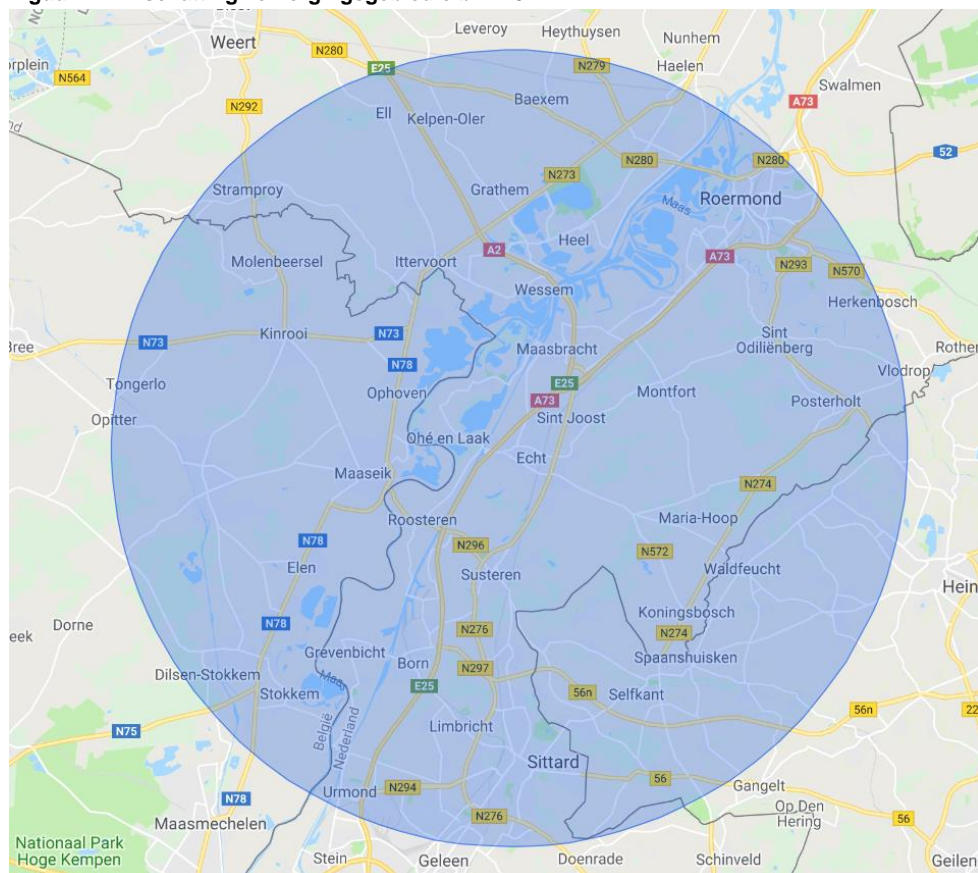 Leveroy
Heythuysen
Nunhem
Weert
N280
E25
N279
Haelen
Swalmen
N564
N292
Baexem
A73
Ell
Kelpen-Oler
52
N280
N280
N273
Stramproy
Grathem
Maas
Roermond
Heel
A2
A73
Molenbeersel
Ittervoort
N293
N570
Wessem
Herkenbosch
N73
Kinrooi
N73
Sint
Odiliënberg
Bree
Maasbracht
N78
Vlodrop
Tongerlo
E25
Ophoven
Montfort
A73
Posterholt
Opitter
Sint Joost
Ohé en Laak
Echt
Maaseik
N274
Roosteren
Maria-Hoop
N78
N296
N572
Elen
Susteren
Waldfeucht
Koningsbosch
Dorne
N78
N276
N274
Grevenbicht
Born
N297
Spaanshuisken
Dilsen-Stokkem
Maas
E25
Stokkem
56n
Selfkant
56n
België
Nederland
Limbricht
N75
Sittard
56
Gangelt
N78
Urmond
N294
Op Den
Hering
Maasmechelen
N276
56
Nationaal Park
Hoge Kempen
Stein
Geleen
Doenrade
Schinveld